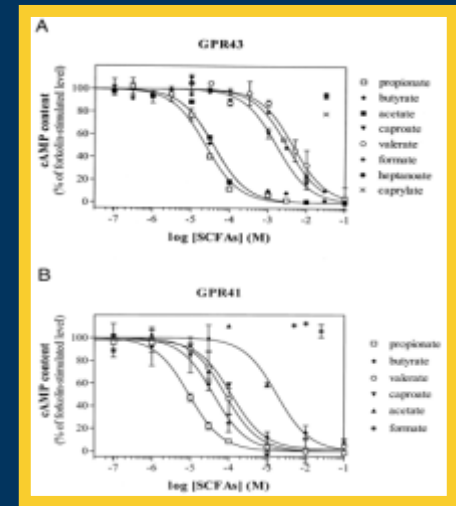 A
GPR43
cAMP content
(% of forkolin-stimulated level)
100
80
60
40
20
0
-7 -6 -5 -4 -3 -2 -1
log [SCFAs] (M)
propionate
butyrate
acetate
caproate
valerate
formate
heptanoate
caprylate
B
GPR41
cAMP content
(% of forkolin-stimulated level)
100
80
60
40
20
0
-7 -6 -5 -4 -3 -2 -1
log [SCFAs] (M)
propionate
butyrate
valerate
caproate
acetate
formate